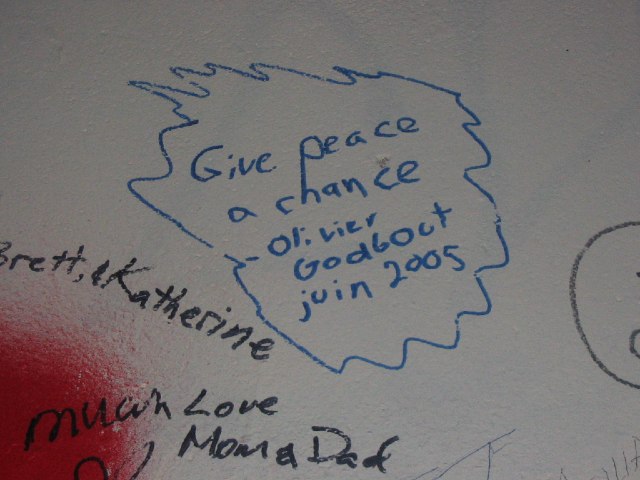 Give peace
a chance
- Olivier
Godbout
juin 2005
Brett, & Katherine
much Love
Mom & Dad